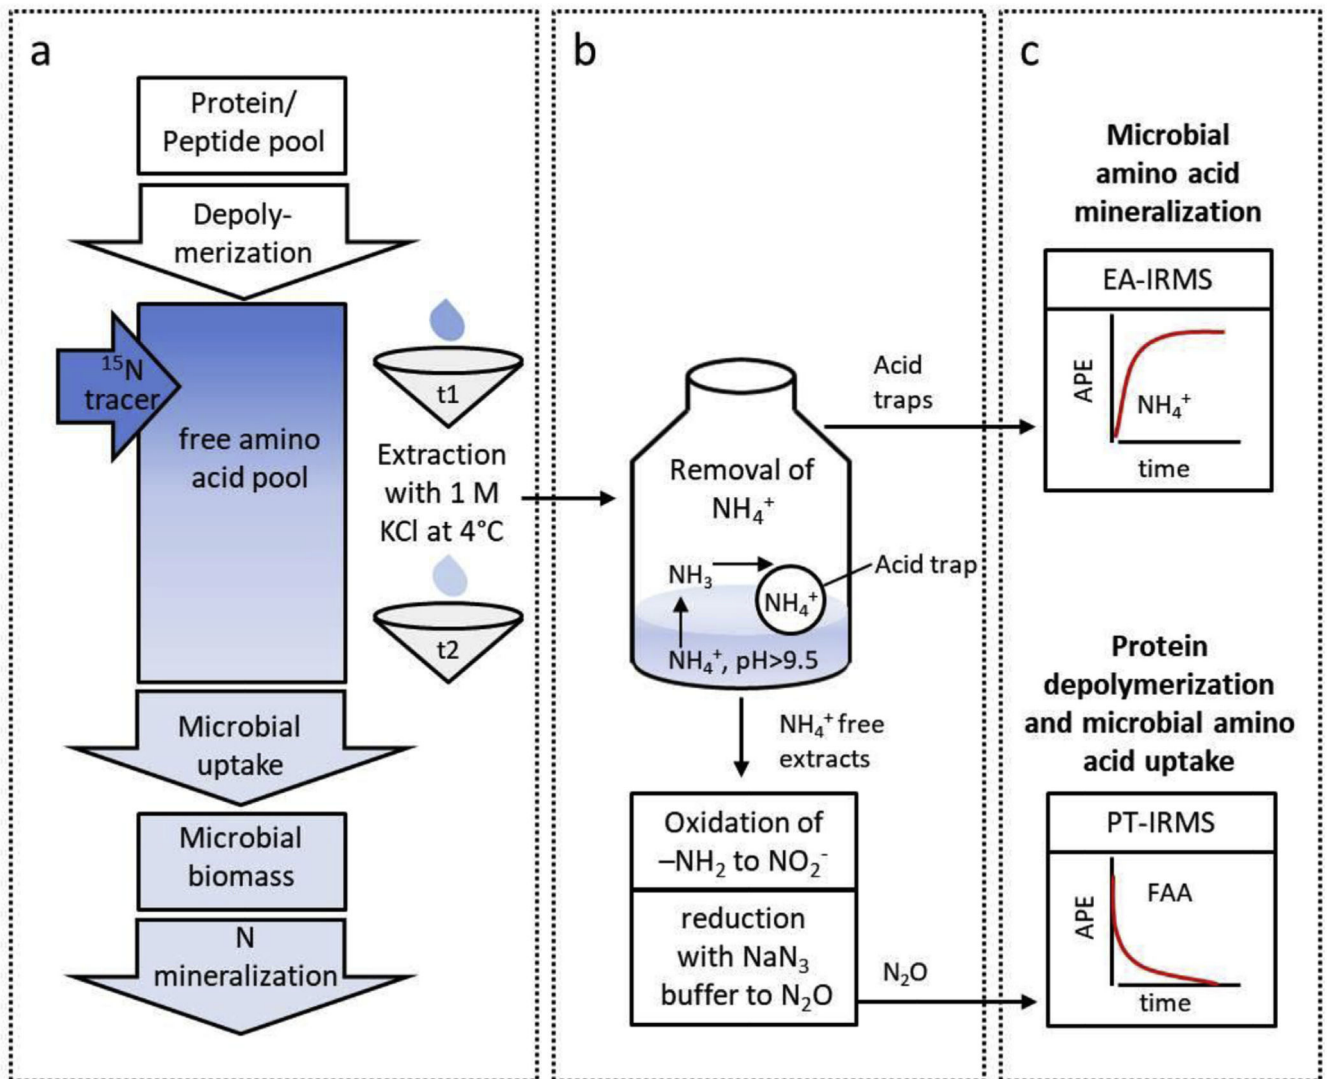 a
Protein/
Peptide pool
Depoly-
merization
¹⁵N
tracer
free amino
acid pool
t1
Extraction
with 1 M
KCl at 4°C
t2
Microbial
uptake
Microbial
biomass
N
mineralization
b
Removal of
NH₄⁺
NH₃
NH₄⁺
NH₄⁺, pH>9.5
Acid
traps
Acid trap
NH₄⁺ free
extracts
Oxidation of
–NH₂ to NO₂⁻
reduction
with NaN₃
buffer to N₂O
N₂O
c
Microbial
amino acid
mineralization
EA-IRMS
APE
NH₄⁺
time
Protein
depolymerization
and microbial amino
acid uptake
PT-IRMS
APE
FAA
time